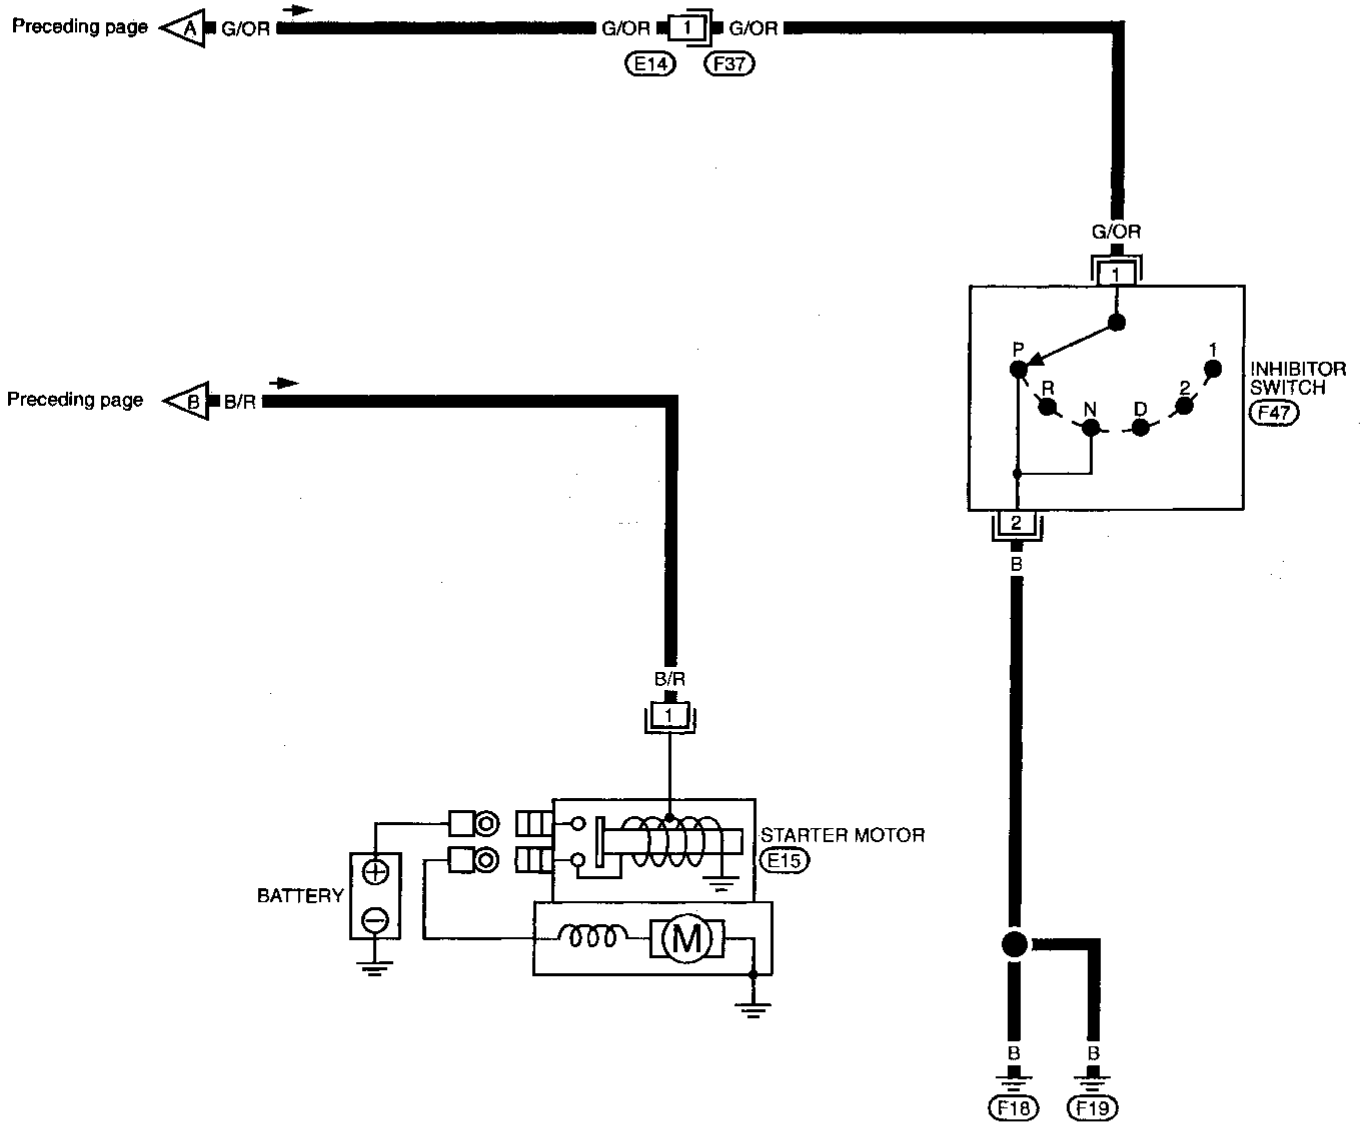 Preceding page A G/OR G/OR 1 G/OR
E14 F37
G/OR
1
P 1
R 2
N D
INHIBITOR
SWITCH
F47
Preceding page B B/R
2
B
B/R
1
STARTER MOTOR
E15
BATTERY
+
−
M
B B
F18 F19